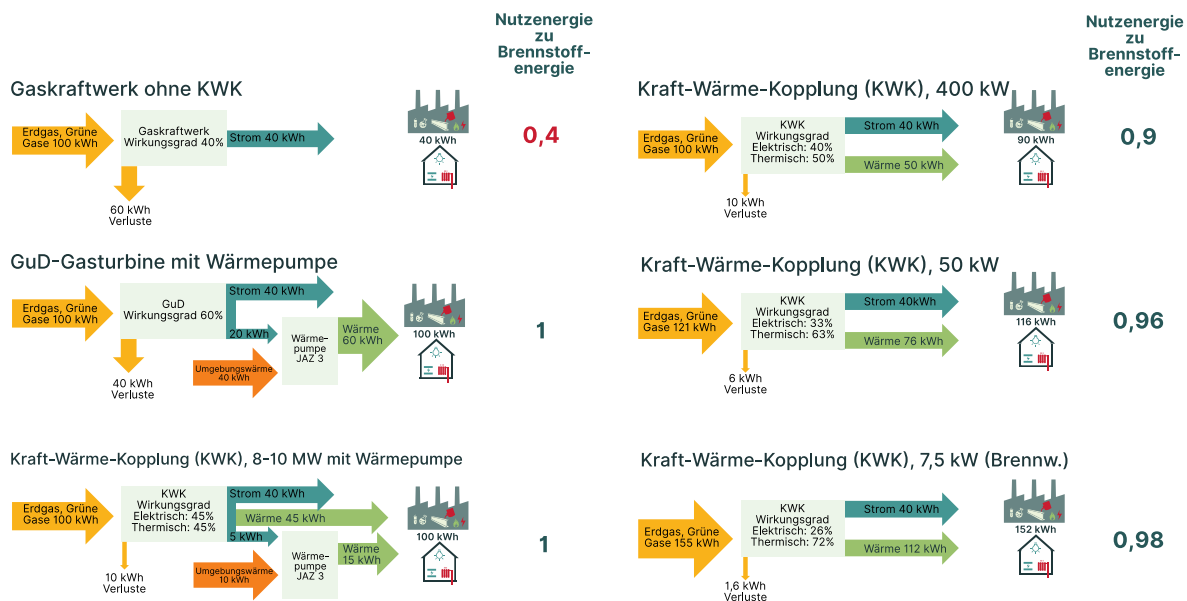 Nutzenergie
zu
Brennstoff-
energie
Gaskraftwerk ohne KWK
Erdgas, Grüne
Gase 100 kWh
Gaskraftwerk
Wirkungsgrad 40%
Strom 40 kWh
60 kWh
Verluste
40 kWh
0,4
GuD-Gasturbine mit Wärmepumpe
Erdgas, Grüne
Gase 100 kWh
GuD
Wirkungsgrad 60%
Strom 40 kWh
20 kWh
Umgebungswärme
40 kWh
Wärme-
pumpe
JAZ 3
Wärme
60 kWh
40 kWh
Verluste
100 kWh
1
Kraft-Wärme-Kopplung (KWK), 8-10 MW mit Wärmepumpe
Erdgas, Grüne
Gase 100 kWh
KWK
Wirkungsgrad
Elektrisch: 45%
Thermisch: 45%
Strom 40 kWh
Wärme 45 kWh
5 kWh
Umgebungswärme
10 kWh
Wärme-
pumpe
JAZ 3
Wärme
15 kWh
10 kWh
Verluste
100 kWh
1
Nutzenergie
zu
Brennstoff-
energie
Kraft-Wärme-Kopplung (KWK), 400 kW
Erdgas, Grüne
Gase 100 kWh
KWK
Wirkungsgrad
Elektrisch: 40%
Thermisch: 50%
Strom 40 kWh
Wärme 50 kWh
10 kWh
Verluste
90 kWh
0,9
Kraft-Wärme-Kopplung (KWK), 50 kW
Erdgas, Grüne
Gase 121 kWh
KWK
Wirkungsgrad
Elektrisch: 33%
Thermisch: 63%
Strom 40kWh
Wärme 76 kWh
6 kWh
Verluste
116 kWh
0,96
Kraft-Wärme-Kopplung (KWK), 7,5 kW (Brennw.)
Erdgas, Grüne
Gase 155 kWh
KWK
Wirkungsgrad
Elektrisch: 26%
Thermisch: 72%
Strom 40 kWh
Wärme 112 kWh
1,6 kWh
Verluste
152 kWh
0,98